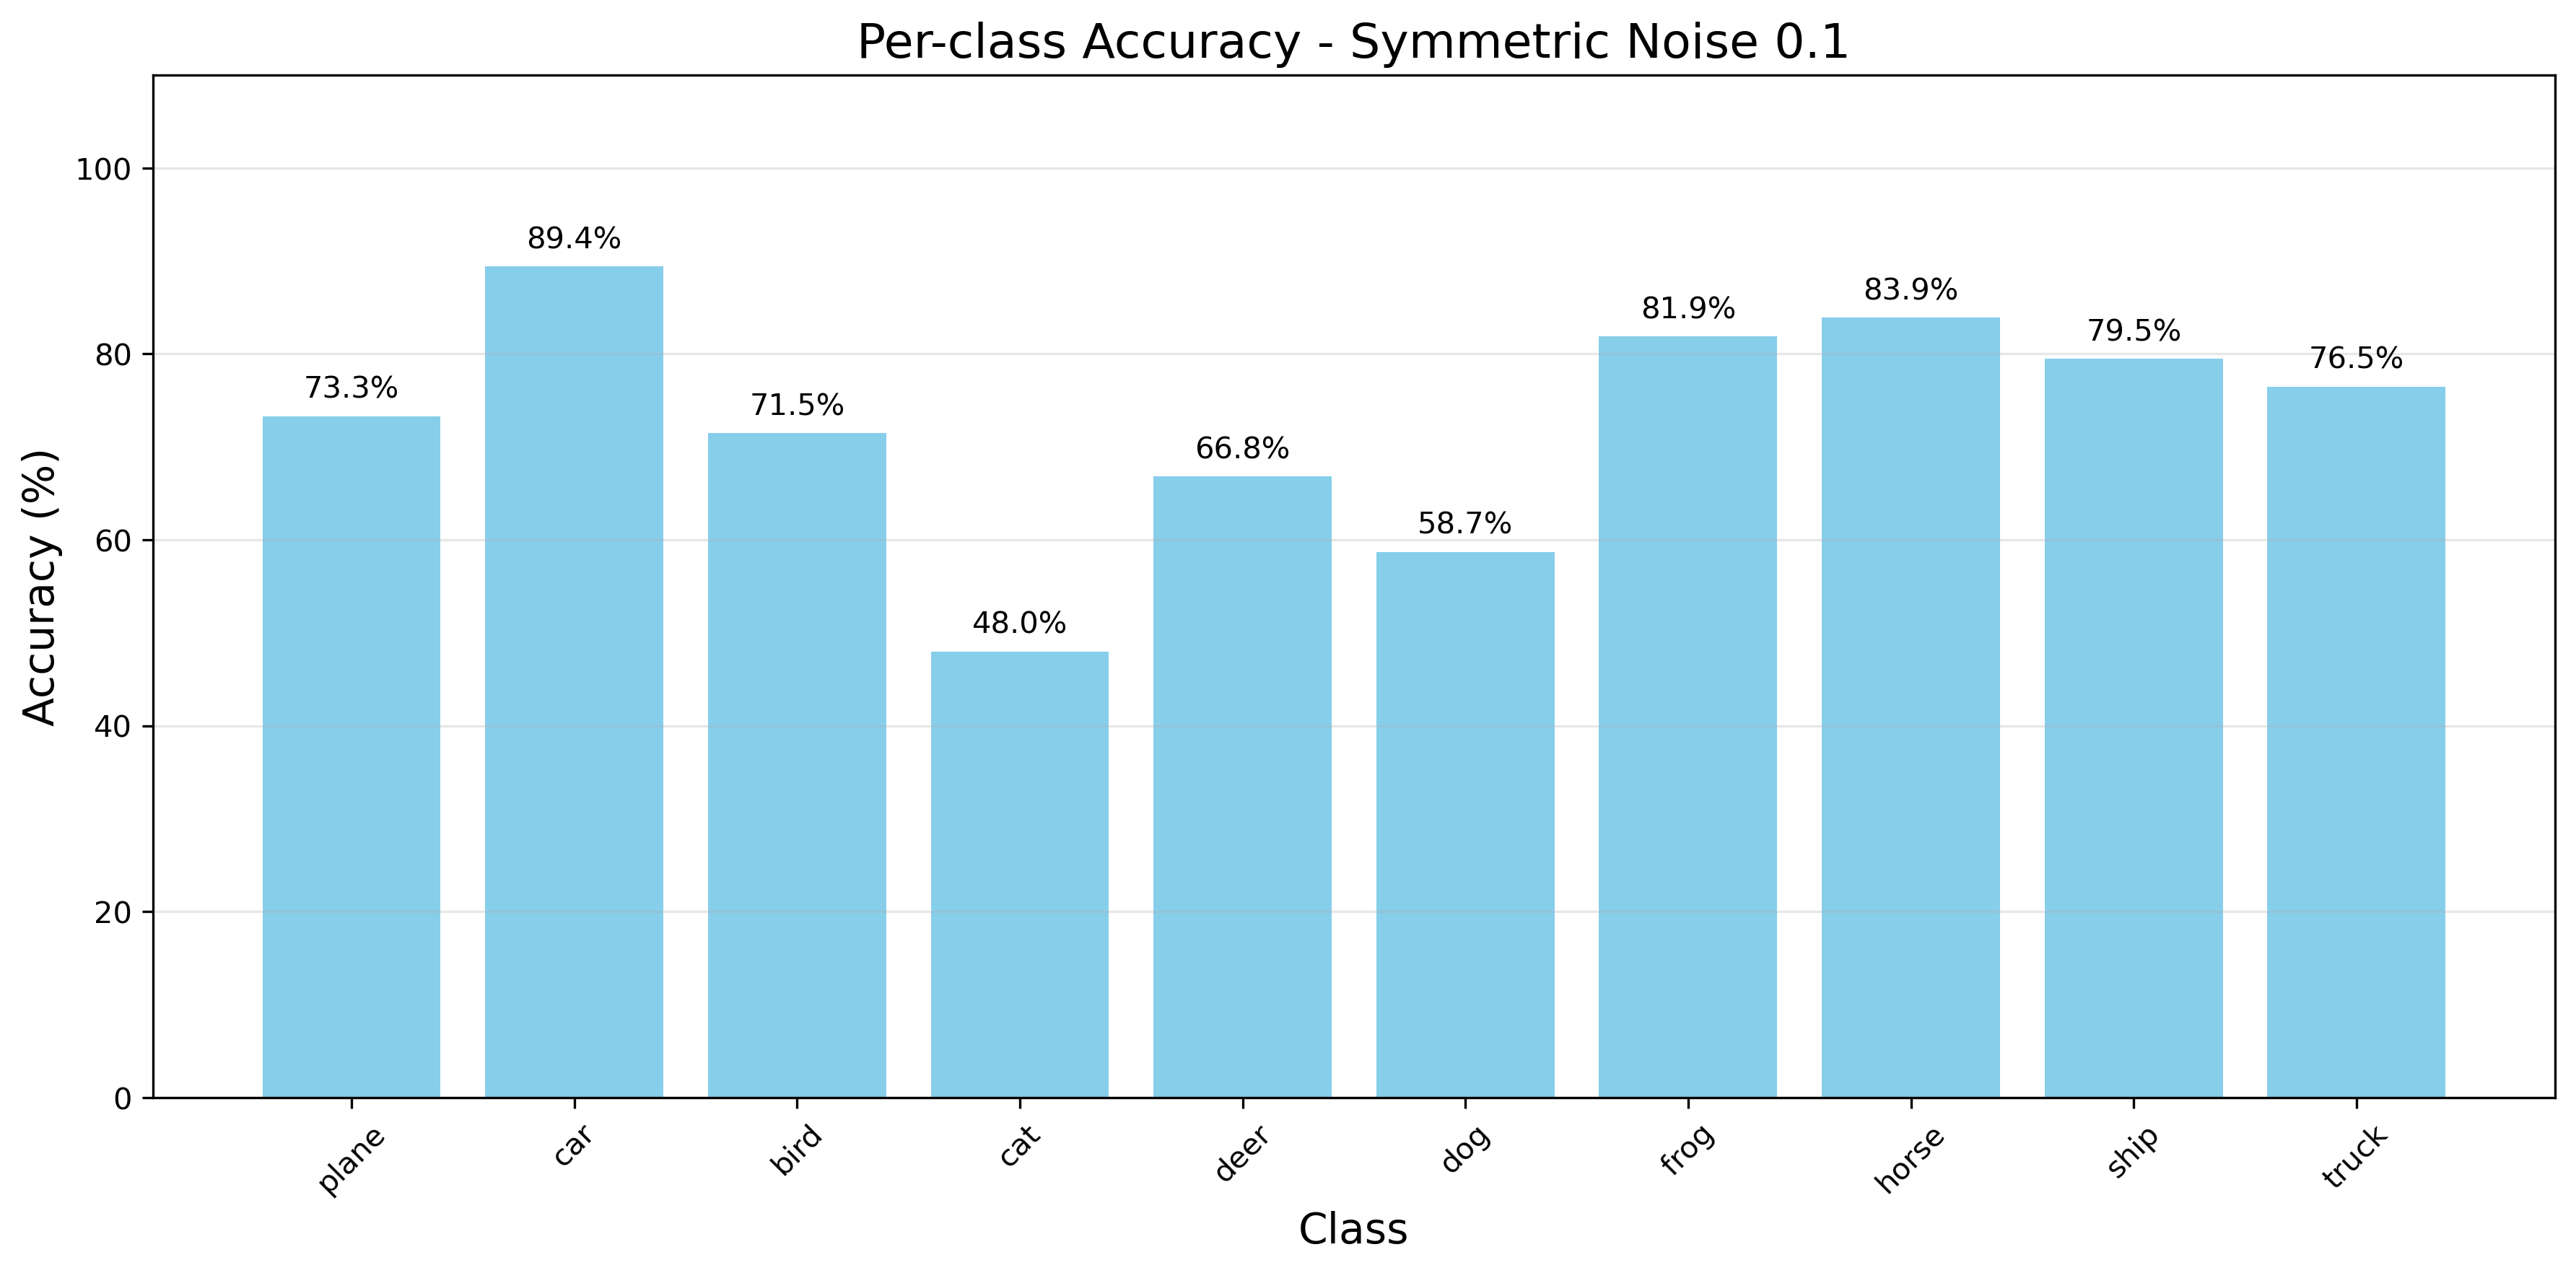 Per-class Accuracy - Symmetric Noise 0.1
Accuracy (%)
100
80
60
40
20
0
73.3%
89.4%
71.5%
48.0%
66.8%
58.7%
81.9%
83.9%
79.5%
76.5%
plane
car
bird
cat
deer
dog
frog
horse
ship
truck
Class